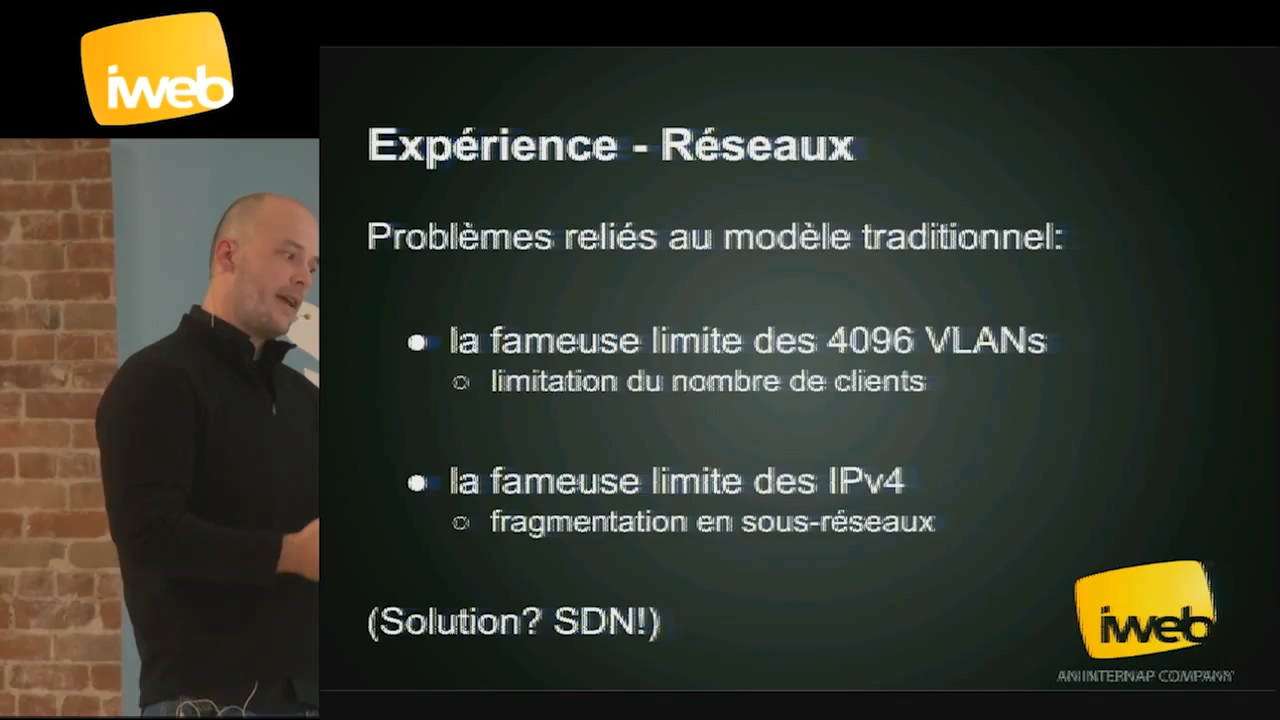 iweb
Expérience - Réseaux
Problèmes reliés au modèle traditionnel:
● la fameuse limite des 4096 VLANs
○ limitation du nombre de clients
● la fameuse limite des IPv4
○ fragmentation en sous-réseaux
(Solution? SDN!)
iweb
AN INTERNAP COMPANY